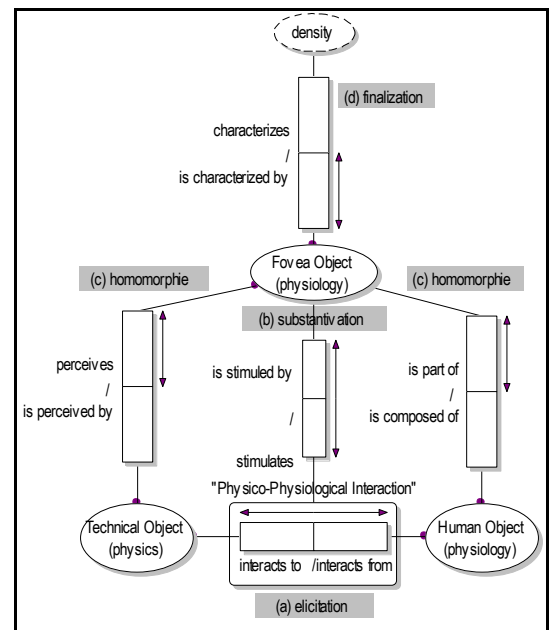 density
(d) finalization
characterizes
/
is characterized by
Fovea Object
(physiology)
(c) homomorphie
(c) homomorphie
(b) substantivation
perceives
/
is perceived by
is stimuled by
/
stimulates
is part of
/
is composed of
"Physico-Physiological Interaction"
Technical Object
(physics)
Human Object
(physiology)
interacts to /interacts from
(a) elicitation